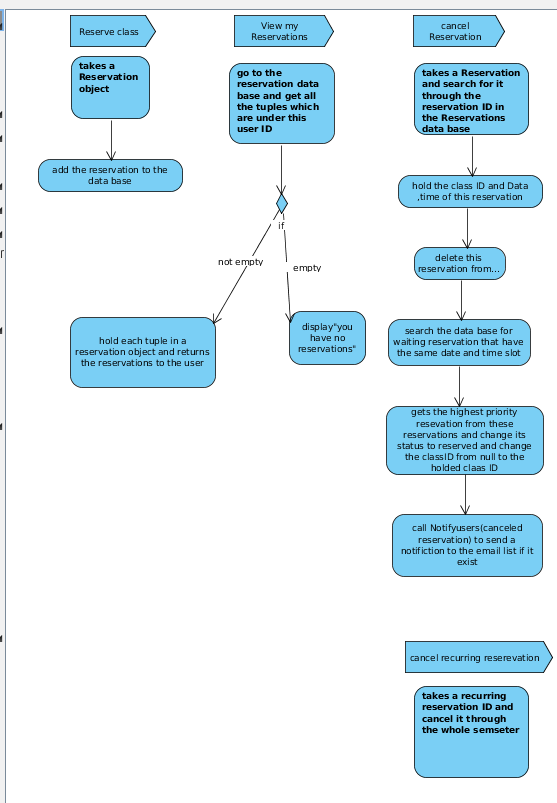 Reserve class
takes a
Reservation
object
add the reservation to the
data base
View my
Reservations
go to the
reservation data
base and get all
the tuples which
are under this
user ID
if
not empty
empty
hold each tuple in a
reservation object and returns
the reservations to the user
display"you
have no
reservations"
cancel
Reservation
takes a Reservation
and search for it
through the
reservation ID in
the Reservations
data base
hold the class ID and Data
,time of this reservation
delete this
reservation from...
search the data base for
waiting reservation that have
the same date and time slot
gets the highest priority
resevation from these
reservations and change its
status to reserved and change
the classID from null to the
holded claas ID
call Notifyusers(canceled
reservation) to send a
notifiction to the email list if it
exist
cancel recurring reserevation
takes a recurring
reservation ID and
cancel it through
the whole semseter